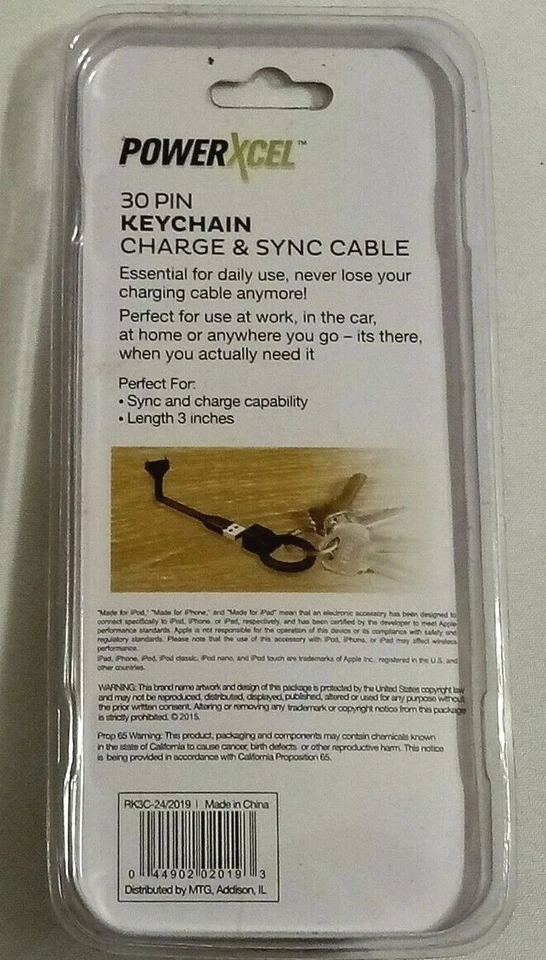 POWERXCEL™
30 PIN
KEYCHAIN
CHARGE & SYNC CABLE
Essential for daily use, never lose your
charging cable anymore!
Perfect for use at work, in the car,
at home or anywhere you go – its there,
when you actually need it
Perfect For:
• Sync and charge capability
• Length 3 inches
"Made for iPod," "Made for iPhone," and "Made for iPad" mean that an electronic accessory has been designed to
connect specifically to iPod, iPhone, or iPad, respectively, and has been certified by the developer to meet Apple
performance standards. Apple is not responsible for the operation of this device or its compliance with safety and
regulatory standards. Please note that the use of this accessory with iPod, iPhone, or iPad may affect wireless
performance.
iPad, iPhone, iPod, iPod classic, iPod nano, and iPod touch are trademarks of Apple Inc., registered in the U.S. and
other countries.
WARNING: This brand name artwork and design of this package is protected by the United States copyright law
and may not be reproduced, distributed, displayed, published, altered or used for any purpose without
the prior written consent. Altering or removing any trademark or copyright notice from this package
is strictly prohibited. © 2015.
Prop 65 Warning: This product, packaging and components may contain chemicals known
in the state of California to cause cancer, birth defects or other reproductive harm. This notice
is being provided in accordance with California Proposition 65.
RK3C-24/2019 | Made in China
0 44902 02019 3
Distributed by MTG, Addison, IL